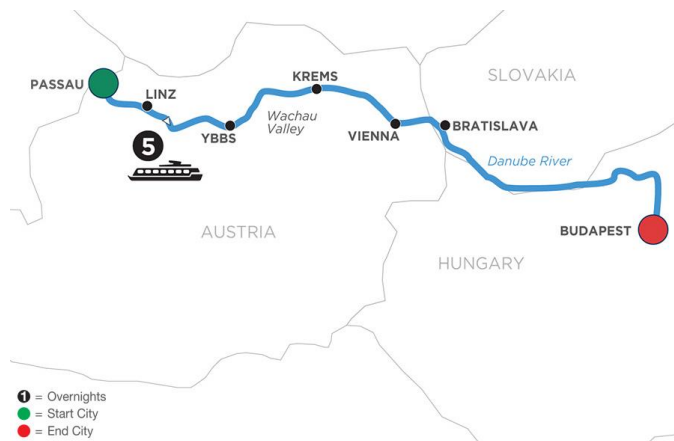 SLOVAKIA
KREMS
PASSAU
LINZ
Wachau
Valley
YBBS
VIENNA
BRATISLAVA
5
Danube River
AUSTRIA
BUDAPEST
HUNGARY
1 = Overnights
= Start City
= End City